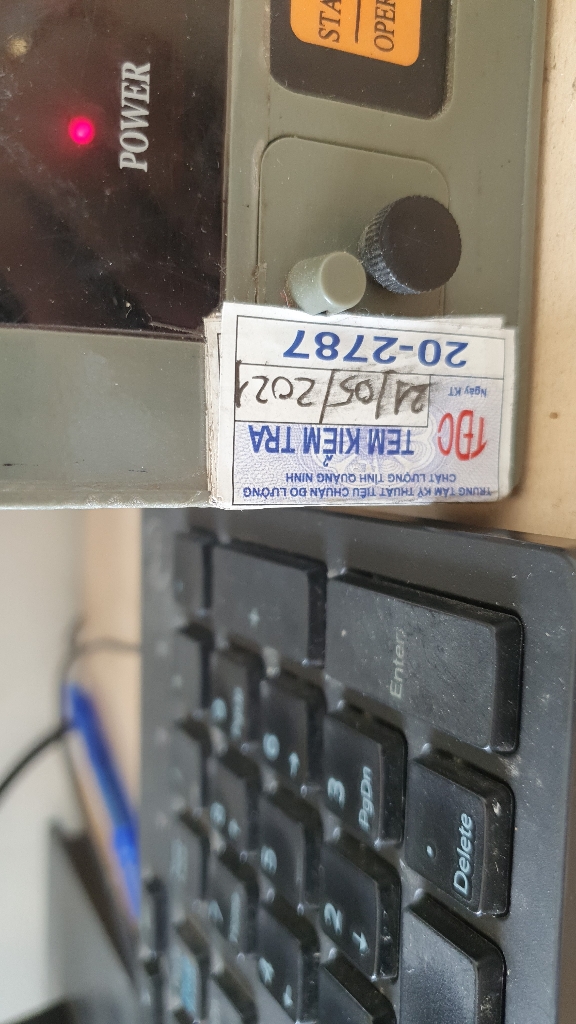 POWER
STA
OPER
TRUNG TÂM KỸ THUẬT TIÊU CHUẨN ĐO LƯỜNG
CHẤT LƯỢNG TỈNH QUẢNG NINH
TĐC
TEM KIỂM TRA
Ngày KT
21/05/2021
20-2787
+
Enter
6
→
5
3
PgDn
2
↓
.
Delete